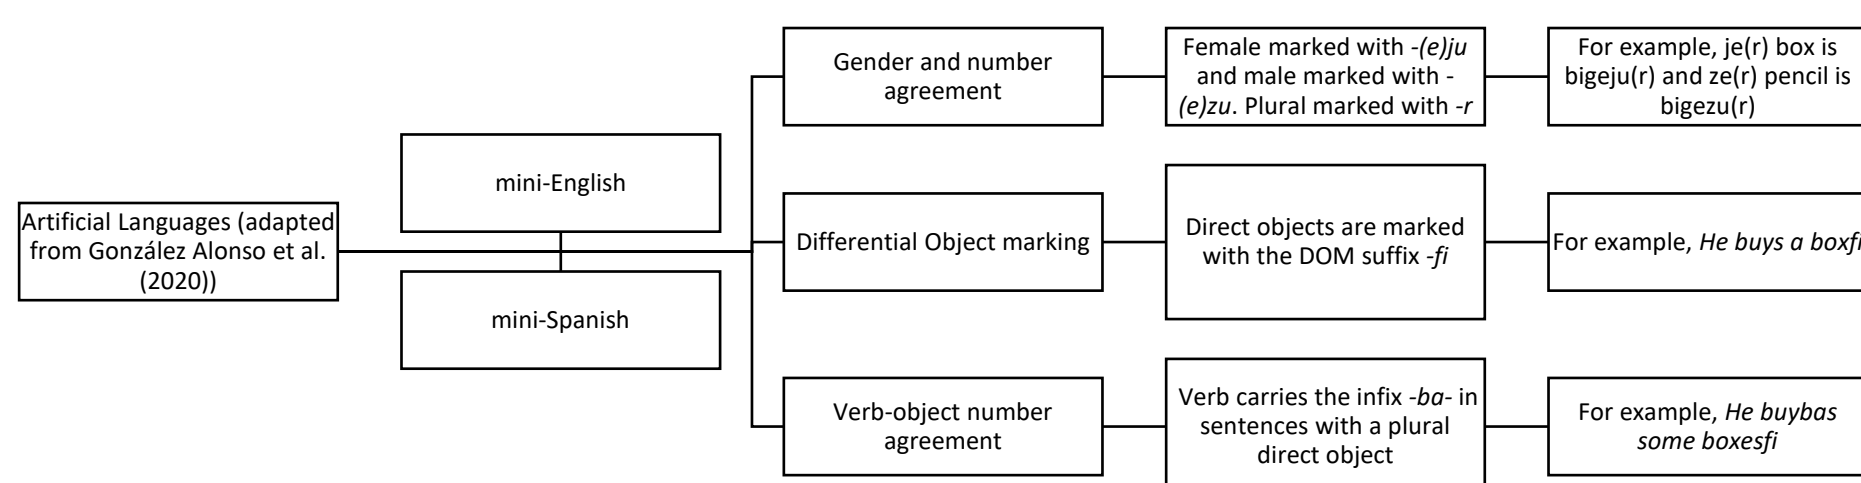 Artificial Languages (adapted
from González Alonso et al.
(2020))
mini-English
mini-Spanish
Gender and number
agreement
Female marked with -(e)ju
and male marked with -
(e)zu. Plural marked with -r
For example, je(r) box is
bigeju(r) and ze(r) pencil is
bigezu(r)
Differential Object marking
Direct objects are marked
with the DOM suffix -fi
For example, He buys a boxfi
Verb-object number
agreement
Verb carries the infix -ba- in
sentences with a plural
direct object
For example, He buybas
some boxesfi